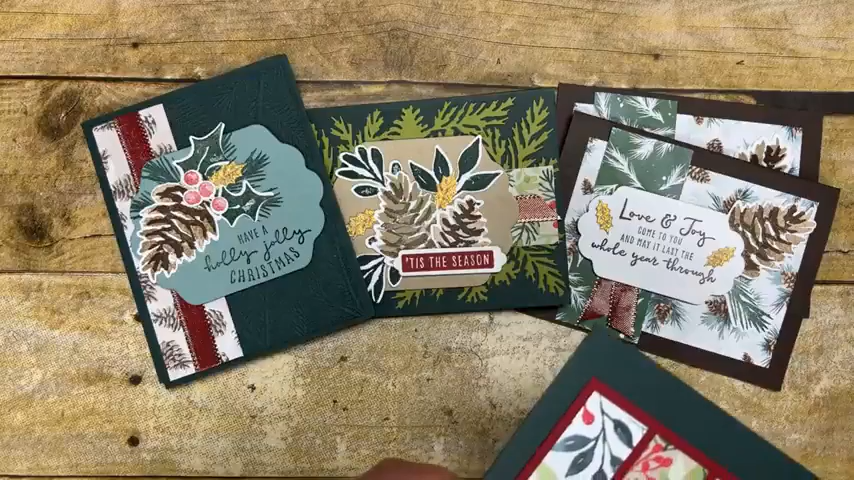 HAVE A
holly jolly
CHRISTMAS
'TIS THE SEASON
Love & Joy
COME TO YOU
AND MAY IT LAST THE
whole year through